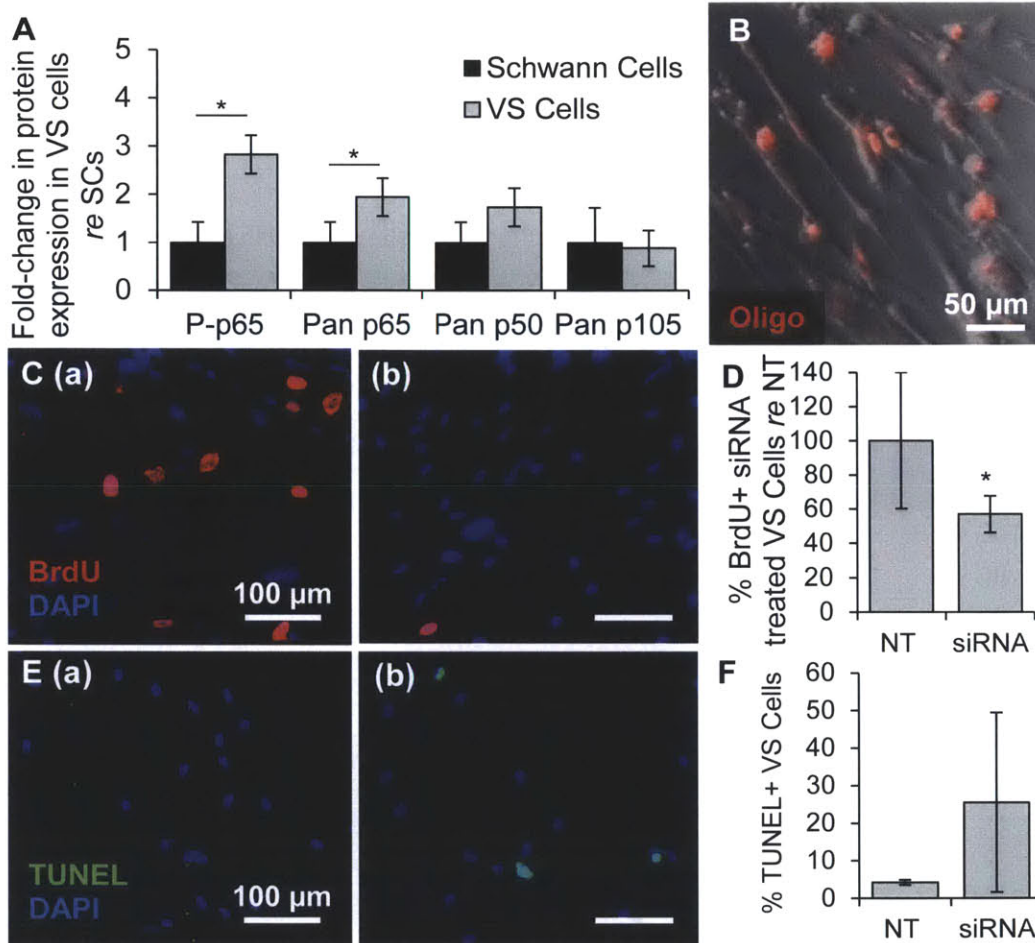 A
Fold-change in protein
expression in VS cells
re SCs
5
4
3
2
1
0
*
*
Schwann Cells
VS Cells
P-p65
Pan p65
Pan p50
Pan p105
B
Oligo
50 µm
C (a)
BrdU
DAPI
100 µm
(b)
D
% BrdU+ siRNA
treated VS Cells re NT
140
120
100
80
60
40
20
0
*
NT
siRNA
E (a)
TUNEL
DAPI
100 µm
(b)
F
% TUNEL+ VS Cells
60
50
40
30
20
10
0
NT
siRNA